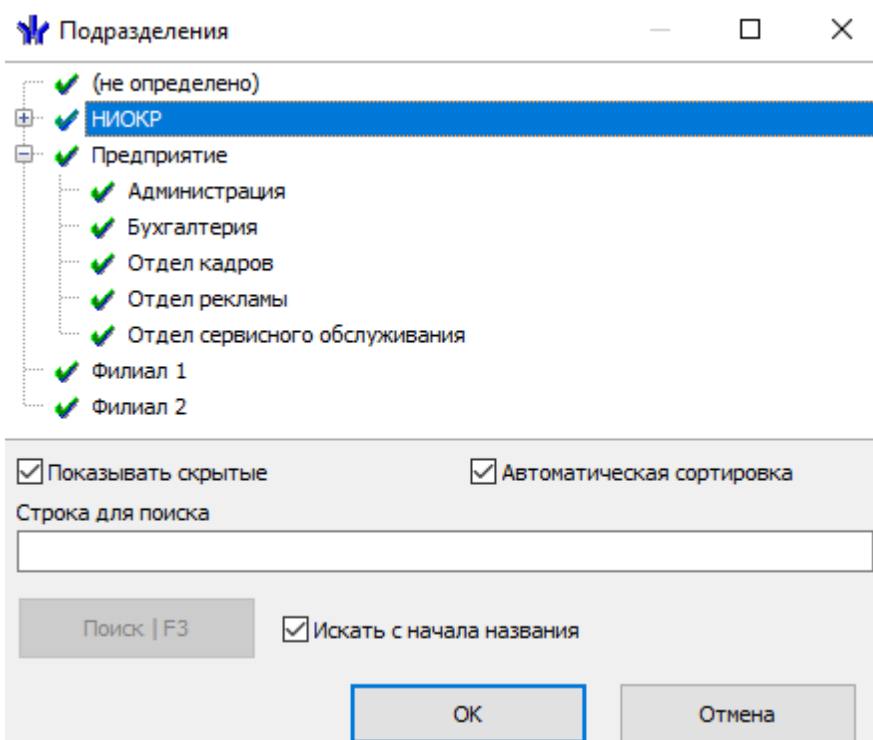 Подразделения
(не определено)
НИОКР
Предприятие
Администрация
Бухгалтерия
Отдел кадров
Отдел рекламы
Отдел сервисного обслуживания
Филиал 1
Филиал 2
Показывать скрытые Автоматическая сортировка
Строка для поиска
Поиск | F3 Искать с начала названия
ОК Отмена